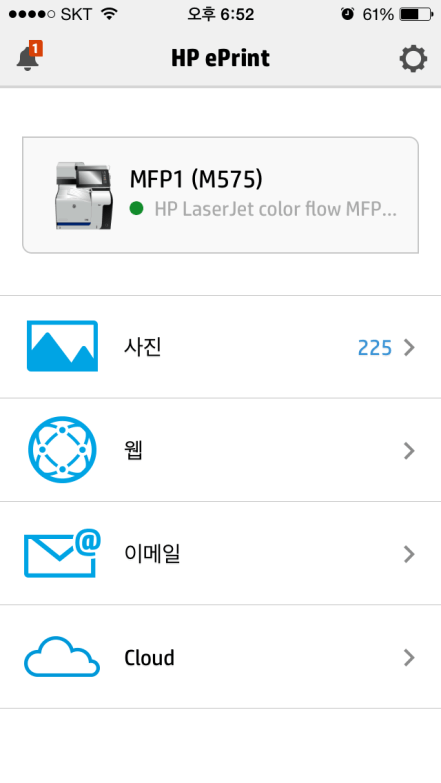 SKT 오후 6:52 61%
1 HP ePrint
MFP1 (M575)
HP LaserJet color flow MFP...
사진 225
웹
이메일
Cloud